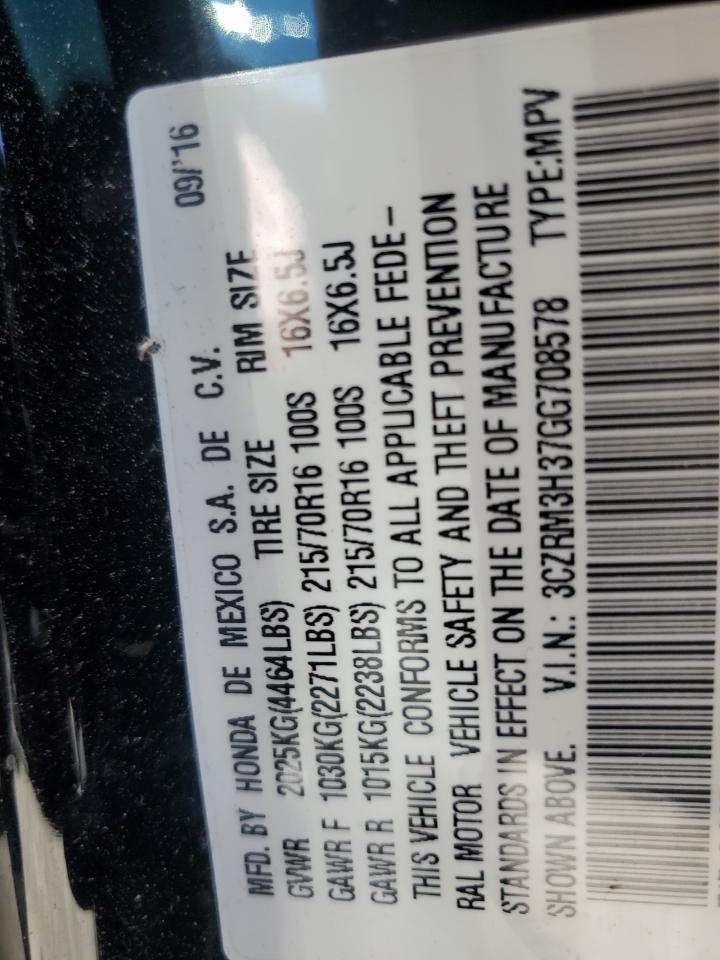 MFD. BY HONDA DE MEXICO S.A. DE C.V. 09/'16
TIRE SIZE RIM SIZE
GVWR 2025KG(4464LBS)
GAWR F 1030KG(2271LBS) 215/70R16 100S 16X6.5J
GAWR R 1015KG(2238LBS) 215/70R16 100S 16X6.5J
THIS VEHICLE CONFORMS TO ALL APPLICABLE FEDE-
RAL MOTOR VEHICLE SAFETY AND THEFT PREVENTION
STANDARDS IN EFFECT ON THE DATE OF MANUFACTURE
SHOWN ABOVE. V.I.N.: 3CZRM3H37GG708578 TYPE:MPV